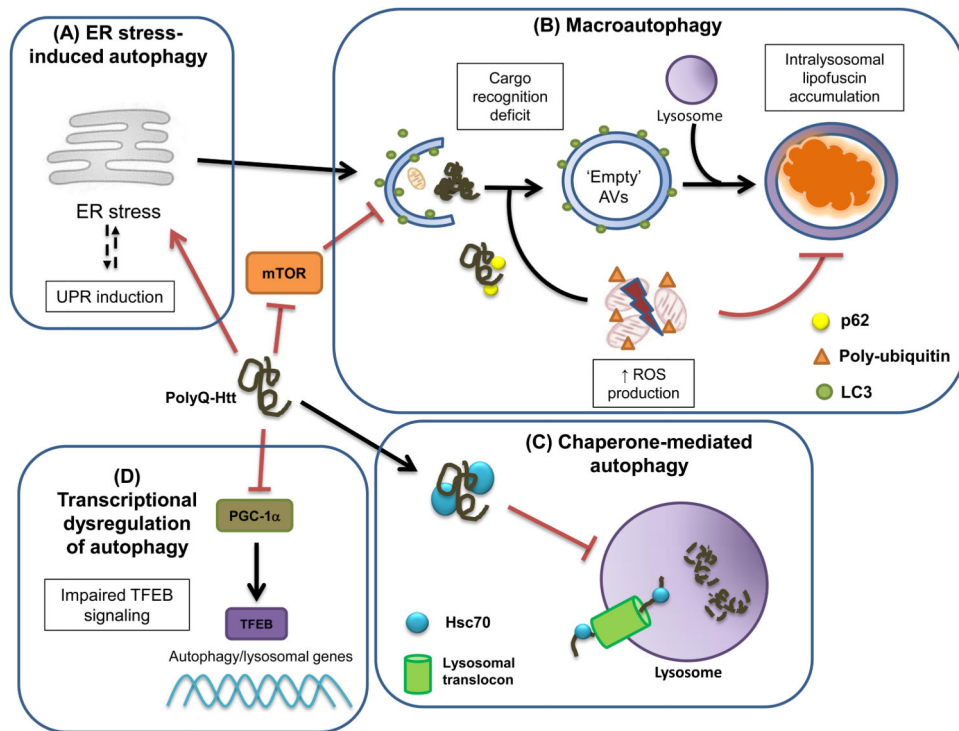 (A) ER stress-
induced autophagy
ER stress
UPR induction
(B) Macroautophagy
Cargo
recognition
deficit
Lysosome
Intralysosomal
lipofuscin
accumulation
‘Empty’
AVs
mTOR
↑ ROS
production
p62
Poly-ubiquitin
LC3
PolyQ-Htt
(C) Chaperone-mediated
autophagy
Hsc70
Lysosomal
translocon
Lysosome
(D)
Transcriptional
dysregulation
of autophagy
PGC-1α
Impaired TFEB
signaling
TFEB
Autophagy/lysosomal genes